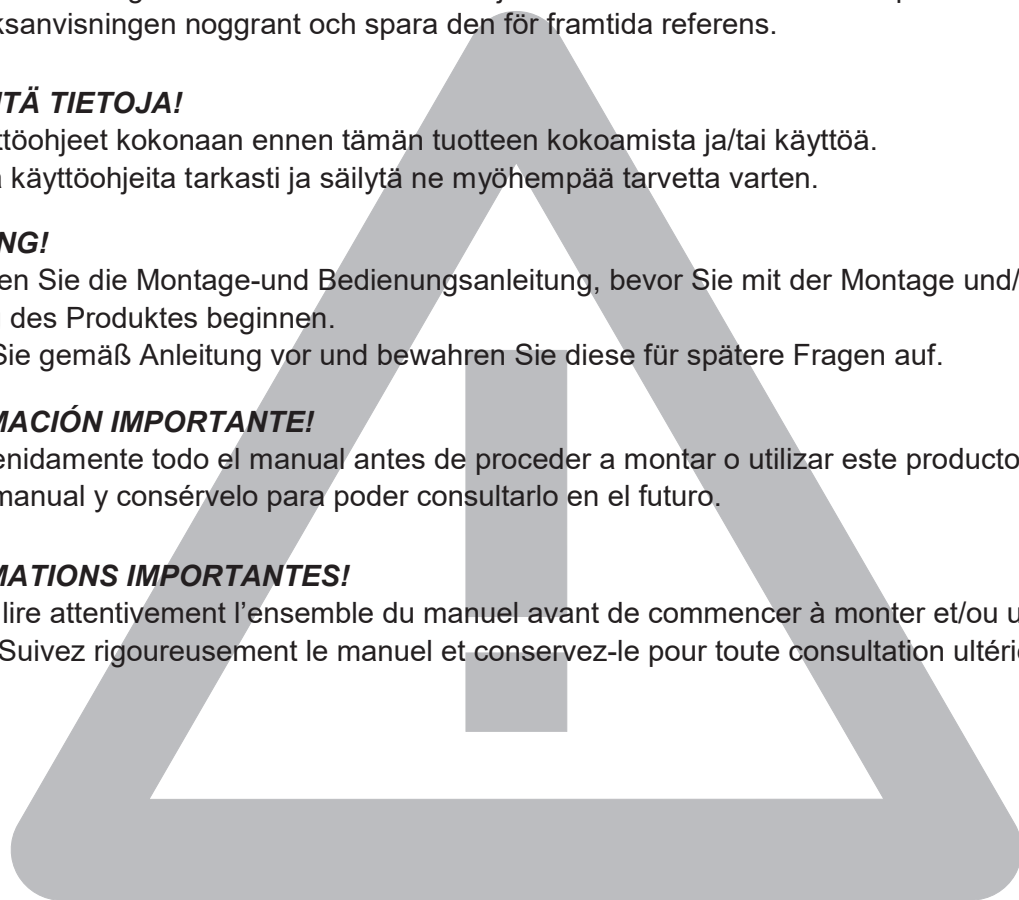 ksanvisningen noggrant och spara den för framtida referens.
TÄ TIETOJA!
ttöohjeet kokonaan ennen tämän tuotteen kokoamista ja/tai käyttöä.
käyttöohjeita tarkasti ja säilytä ne myöhempää tarvetta varten.
NG!
en Sie die Montage-und Bedienungsanleitung, bevor Sie mit der Montage und/
des Produktes beginnen.
Sie gemäß Anleitung vor und bewahren Sie diese für spätere Fragen auf.
MACIÓN IMPORTANTE!
enidamente todo el manual antes de proceder a montar o utilizar este producto
manual y consérvelo para poder consultarlo en el futuro.
MATIONS IMPORTANTES!
lire attentivement l’ensemble du manuel avant de commencer à monter et/ou u
Suivez rigoureusement le manuel et conservez-le pour toute consultation ultéri